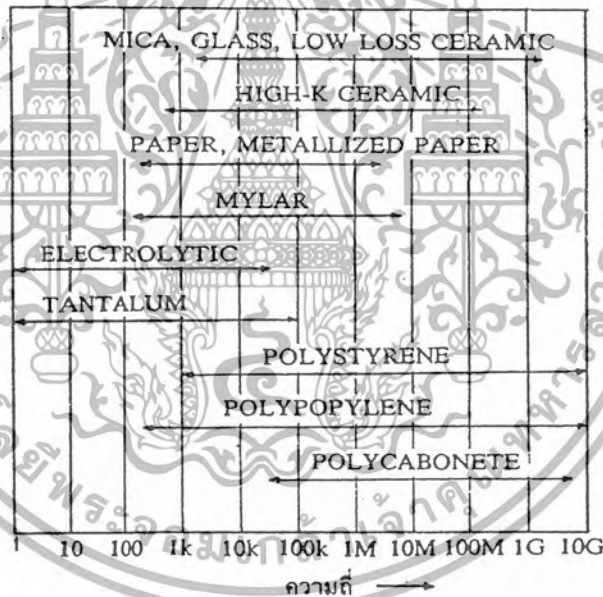 MICA, GLASS, LOW LOSS CERAMIC
HIGH-K CERAMIC
PAPER, METALLIZED PAPER
MYLAR
ELECTROLYTIC
TANTALUM
POLYSTYRENE
POLYPOPYLENE
POLYCABONETE
1 10 100 1k 10k 100k 1M 10M 100M 1G 10G
ความถี่